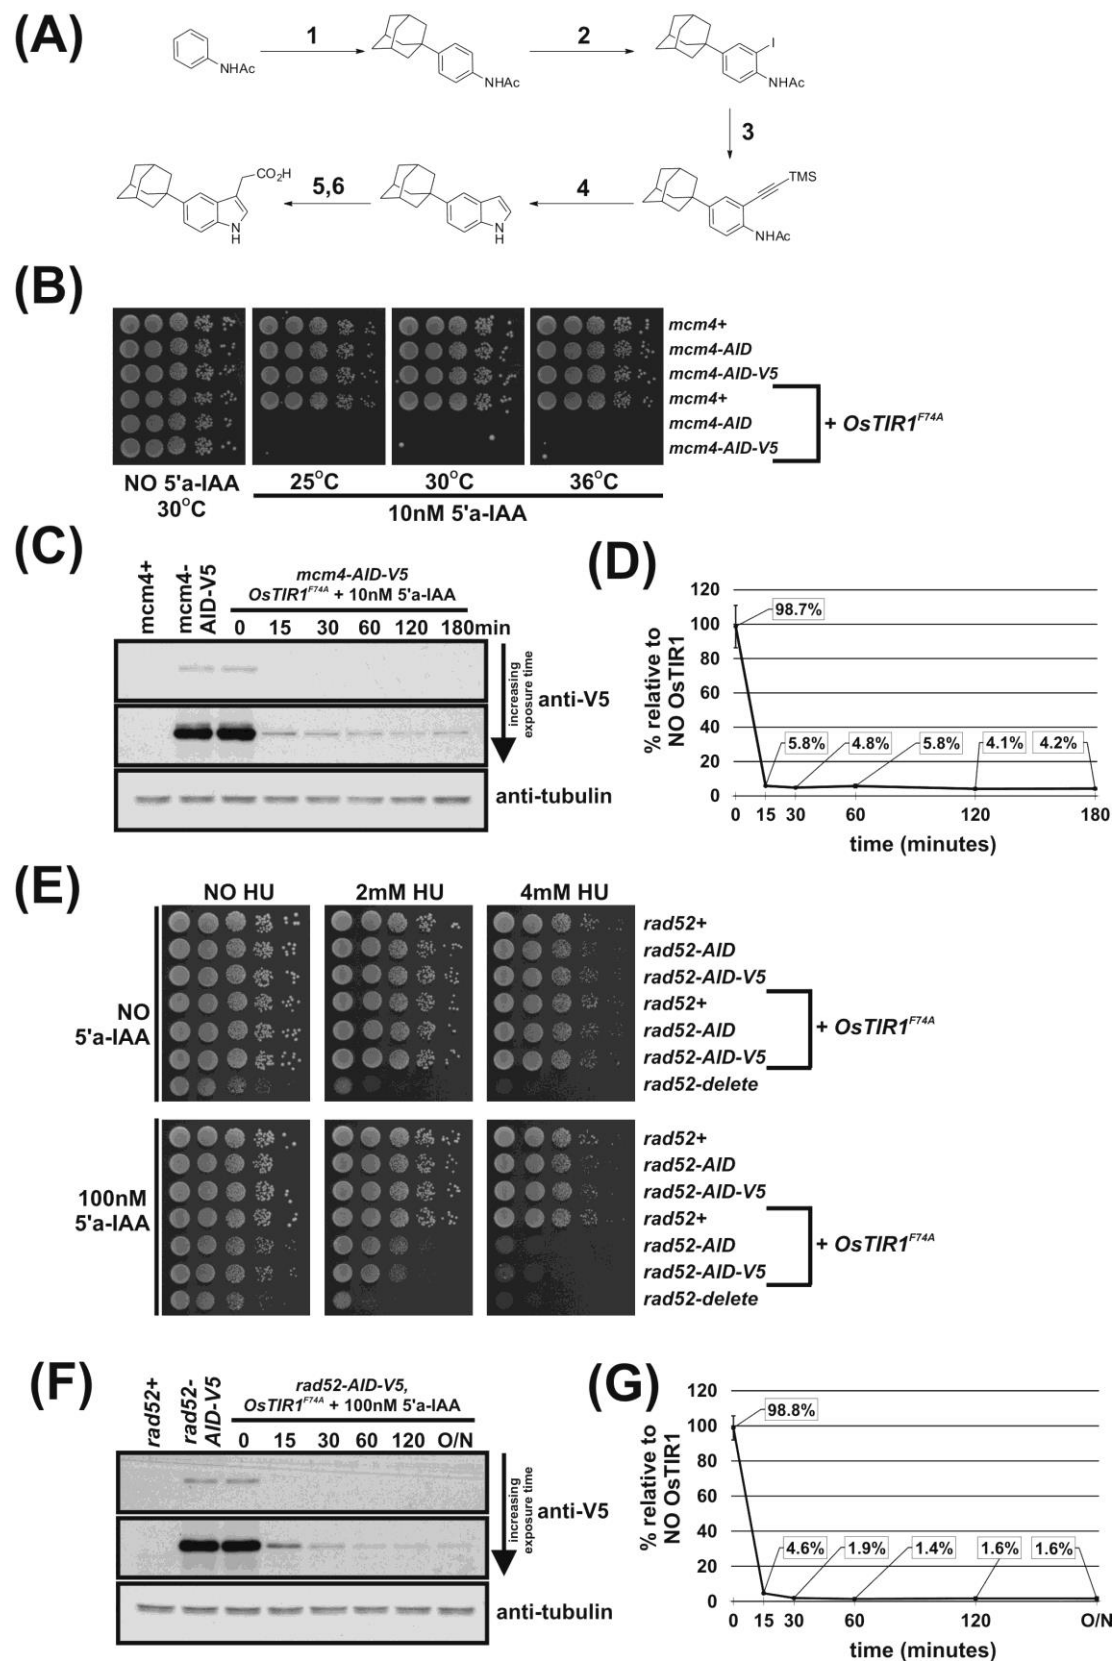 (A)
1
2
NHAc
NHAc
I
NHAc
3
CO₂H
5,6
4
TMS
N
H
N
H
NHAc
(B)
mcm4+
mcm4-AID
mcm4-AID-V5
mcm4+
mcm4-AID
mcm4-AID-V5
+ OsTIR1F74A
NO 5'a-IAA
30°C
25°C
30°C
36°C
10nM 5'a-IAA
(C)
mcm4+
mcm4-
AID-V5
mcm4-AID-V5
OsTIR1F74A + 10nM 5'a-IAA
0 15 30 60 120 180min
increasing
exposure time
anti-V5
anti-tubulin
(D)
% relative to
NO OsTIR1
120
100
80
60
40
20
0
98.7%
5.8%
4.8%
5.8%
4.1%
4.2%
0 15 30 60 120 180
time (minutes)
(E)
NO HU
2mM HU
4mM HU
NO
5'a-IAA
rad52+
rad52-AID
rad52-AID-V5
rad52+
rad52-AID
rad52-AID-V5
rad52-delete
+ OsTIR1F74A
100nM
5'a-IAA
rad52+
rad52-AID
rad52-AID-V5
rad52+
rad52-AID
rad52-AID-V5
rad52-delete
+ OsTIR1F74A
(F)
rad52+
rad52-
AID-V5
rad52-AID-V5,
OsTIR1F74A + 100nM 5'a-IAA
0 15 30 60 120 O/N
increasing
exposure time
anti-V5
anti-tubulin
(G)
% relative to
NO OsTIR1
120
100
80
60
40
20
0
98.8%
4.6%
1.9%
1.4%
1.6%
1.6%
0 15 30 60 120 O/N
time (minutes)